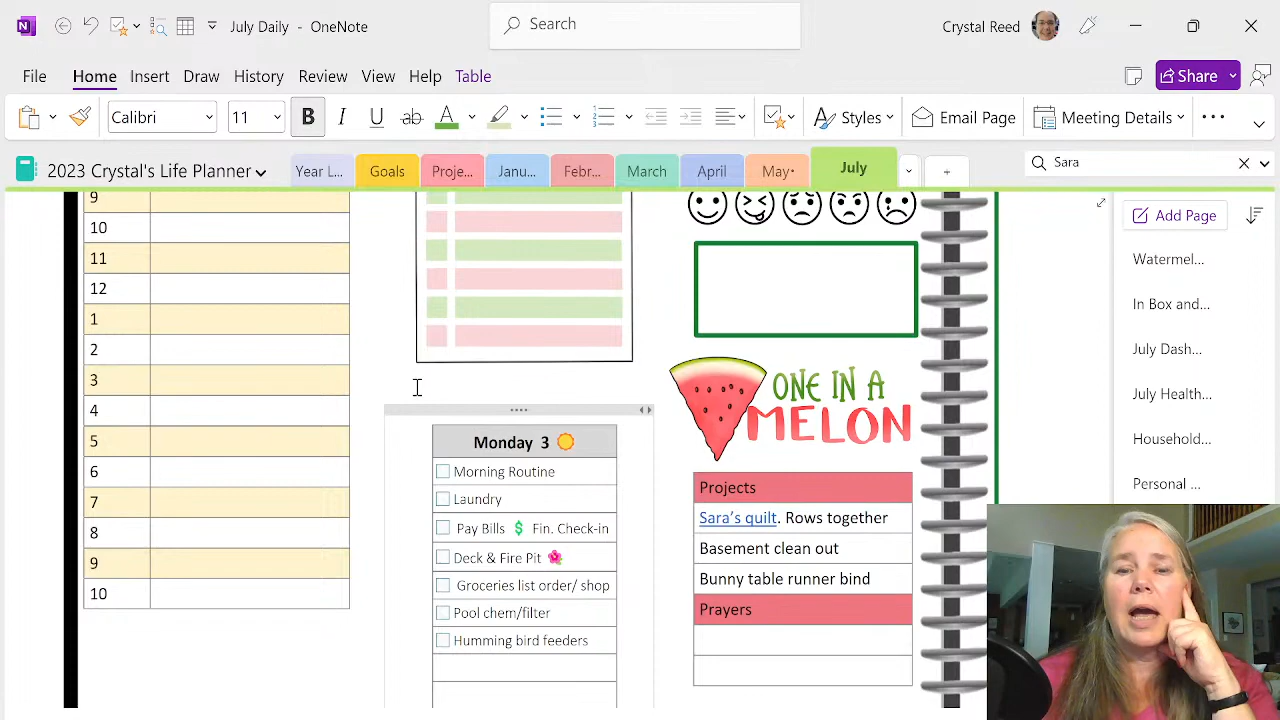 July Daily - OneNote
Search
Crystal Reed
File Home Insert Draw History Review View Help Table
Share
Calibri
11
B I U ab A
Styles
Email Page
Meeting Details
2023 Crystal's Life Planner
Year L...
Goals
Proje...
Janu...
Febr...
March
April
May
July
+
Sara
Add Page
Watermel...
In Box and...
July Dash...
July Health...
Household...
Personal ...
9
10
11
12
1
2
3
4
5
6
7
8
9
10
Monday 3
Morning Routine
Laundry
Pay Bills $ Fin. Check-in
Deck & Fire Pit
Groceries list order/ shop
Pool chem/filter
Humming bird feeders
ONE IN A
MELON
Projects
Sara's quilt. Rows together
Basement clean out
Bunny table runner bind
Prayers